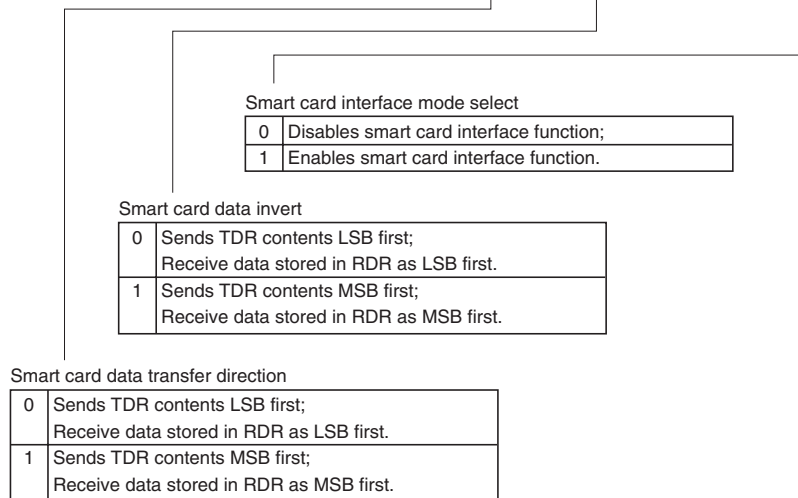 Smart card interface mode select
0 Disables smart card interface function;
1 Enables smart card interface function.
Smart card data invert
0 Sends TDR contents LSB first;
Receive data stored in RDR as LSB first.
1 Sends TDR contents MSB first;
Receive data stored in RDR as MSB first.
Smart card data transfer direction
0 Sends TDR contents LSB first;
Receive data stored in RDR as LSB first.
1 Sends TDR contents MSB first;
Receive data stored in RDR as MSB first.